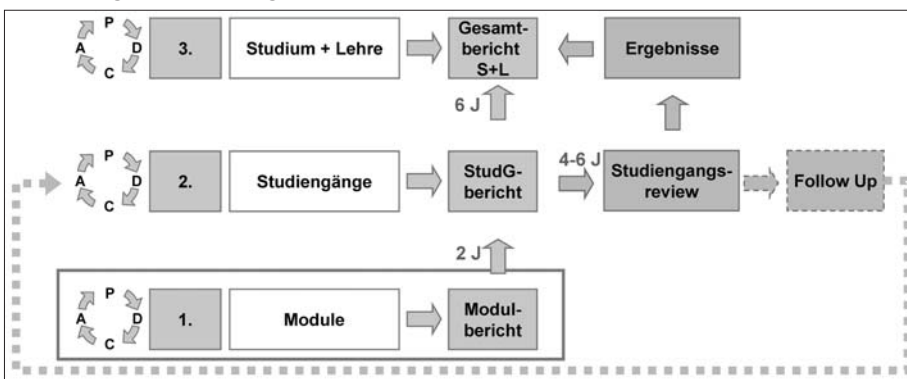 P
A
D
C
3.
Studium + Lehre
Gesamt-
bericht
S+L
Ergebnisse
6 J
P
A
D
C
2.
Studiengänge
StudG-
bericht
4-6 J
Studiengangs-
review
Follow Up
2 J
P
A
D
C
1.
Module
Modul-
bericht